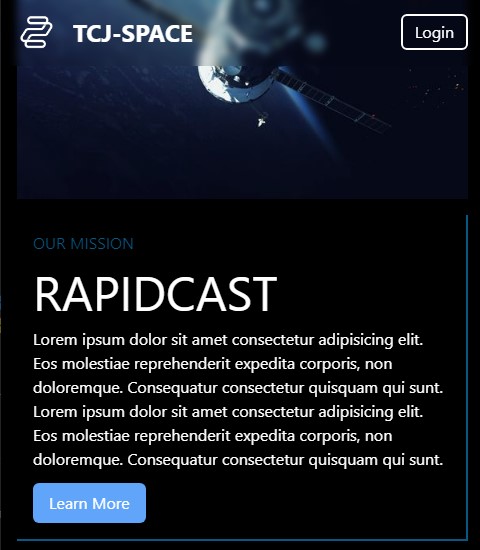 TCJ-SPACE
Login
OUR MISSION
RAPIDCAST
Lorem ipsum dolor sit amet consectetur adipisicing elit.
Eos molestiae reprehenderit expedita corporis, non
doloremque. Consequatur consectetur quisquam qui sunt.
Lorem ipsum dolor sit amet consectetur adipisicing elit.
Eos molestiae reprehenderit expedita corporis, non
doloremque. Consequatur consectetur quisquam qui sunt.
Learn More